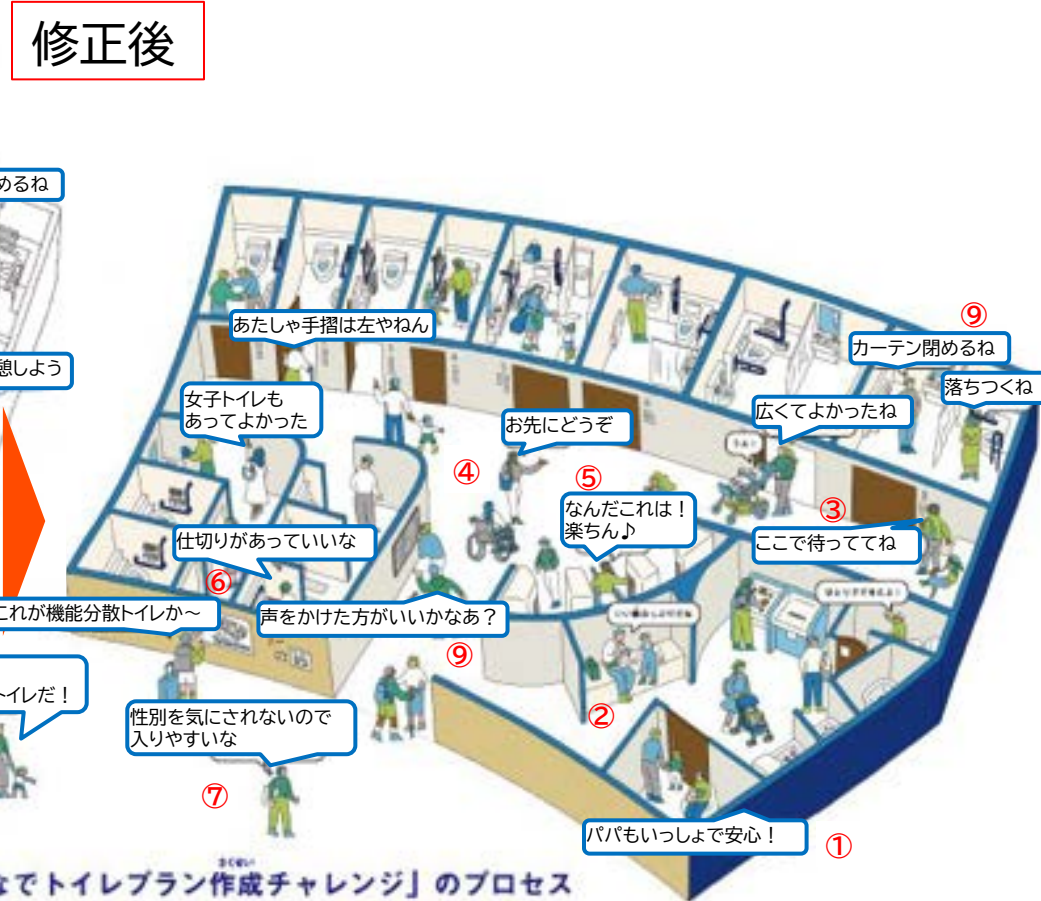 修正後
めるね
憩しよう
あたしゃ手摺は左やねん
⑨
カーテン閉めるね
落ちつくね
女子トイレも
あってよかった
お先にどうぞ
広くてよかったね
④
⑤
なんだこれは！
楽ちん♪
③
ここで待っててね
仕切りがあっていいな
⑥
これが機能分散トイレか～
声をかけた方がいいかなあ？
⑨
トイレだ！
性別を気にされないので
入りやすいな
②
⑦
パパもいっしょで安心！
①
さくせい
なでトイレプラン作成チャレンジ」のプロセス